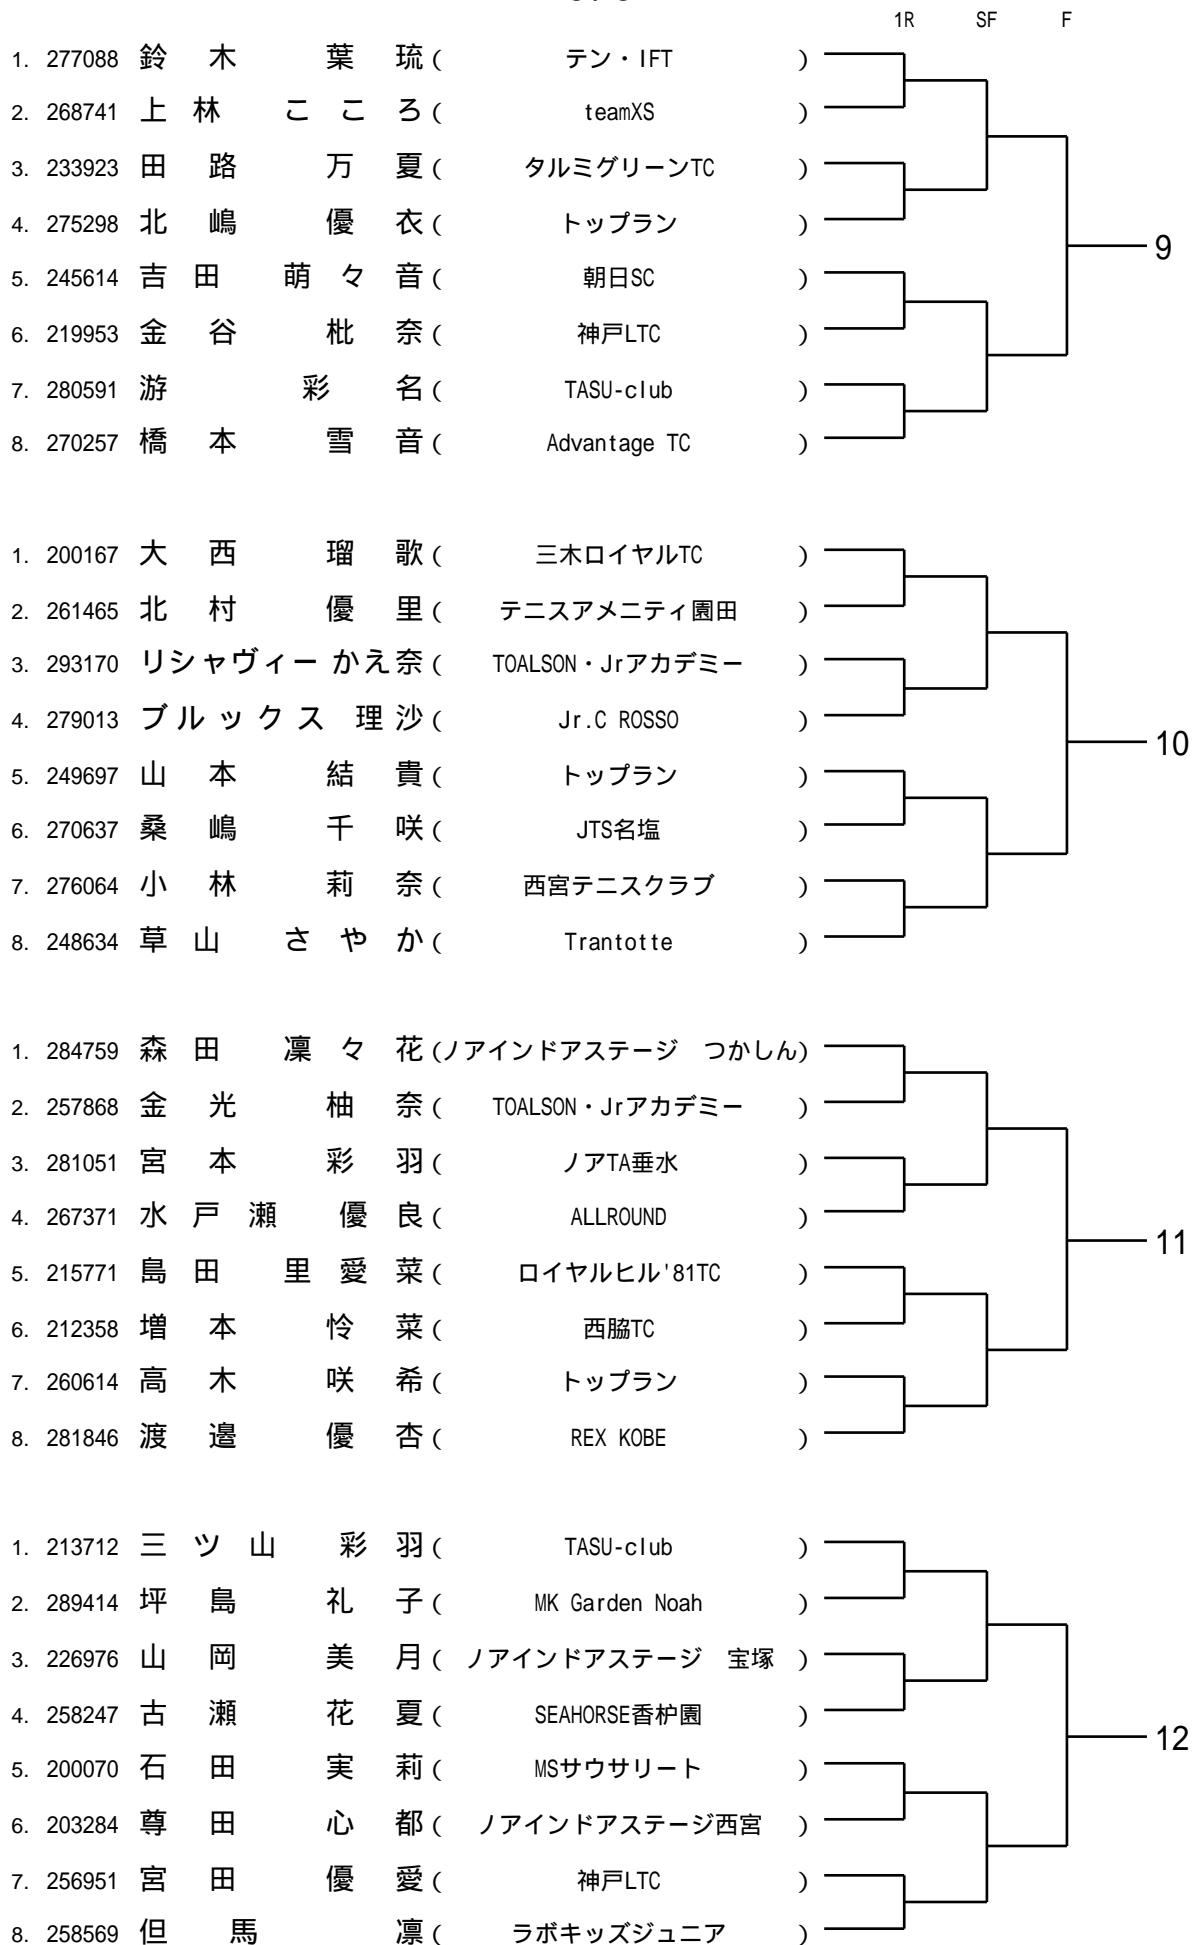 1R SF F
1. 277088 鈴木 葉琉 ( テン・IFT )
2. 268741 上林 こころ ( teamXS )
3. 233923 田路 万夏 ( タルミグリーンTC )
4. 275298 北嶋 優衣 ( トップラン )
9
5. 245614 吉田 萌々音 ( 朝日SC )
6. 219953 金谷 枇奈 ( 神戸LTC )
7. 280591 游 彩名 ( TASU-club )
8. 270257 橋本 雪音 ( Advantage TC )
1. 200167 大西 瑠歌 ( 三木ロイヤルTC )
2. 261465 北村 優里 ( テニスアメニティ園田 )
3. 293170 リシャヴィー かえ奈 ( TOALSON・Jrアカデミー )
4. 279013 ブルックス 理沙 ( Jr.C ROSSO )
10
5. 249697 山本 結貴 ( トップラン )
6. 270637 桑嶋 千咲 ( JTS名塩 )
7. 276064 小林 莉奈 ( 西宮テニスクラブ )
8. 248634 草山 さやか ( Trantotte )
1. 284759 森田 凜々花 (ノアインドアステージ つかしん)
2. 257868 金光 柚奈 ( TOALSON・Jrアカデミー )
3. 281051 宮本 彩羽 ( ノアTA垂水 )
4. 267371 水戸瀬 優良 ( ALLROUND )
11
5. 215771 島田 里愛菜 ( ロイヤルヒル'81TC )
6. 212358 増本 怜菜 ( 西脇TC )
7. 260614 高木 咲希 ( トップラン )
8. 281846 渡邉 優杏 ( REX KOBE )
1. 213712 三ツ山 彩羽 ( TASU-club )
2. 289414 坪島 礼子 ( MK Garden Noah )
3. 226976 山岡 美月 ( ノアインドアステージ 宝塚 )
4. 258247 古瀬 花夏 ( SEAHORSE香枦園 )
12
5. 200070 石田 実莉 ( MSサウサリート )
6. 203284 尊田 心都 ( ノアインドアステージ西宮 )
7. 256951 宮田 優愛 ( 神戸LTC )
8. 258569 但馬 凛 ( ラボキッズジュニア )